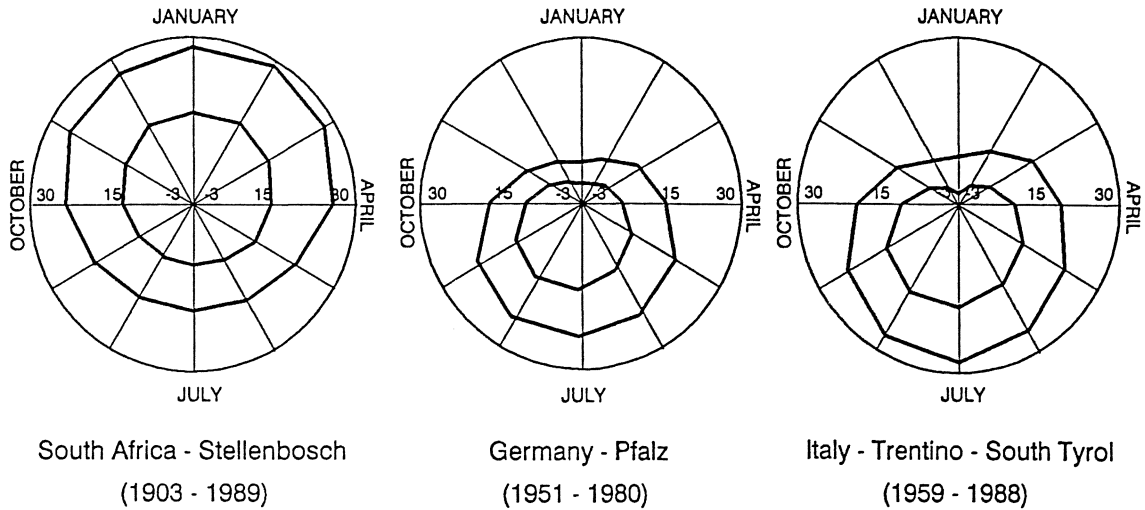 JANUARY
OCTOBER
30 15 -3 -3 15 30
APRIL
JULY
South Africa - Stellenbosch
(1903 - 1989)
JANUARY
OCTOBER
30 15 -3 -3 15 30
APRIL
JULY
Germany - Pfalz
(1951 - 1980)
JANUARY
OCTOBER
30 15 -3 -3 15 30
APRIL
JULY
Italy - Trentino - South Tyrol
(1959 - 1988)